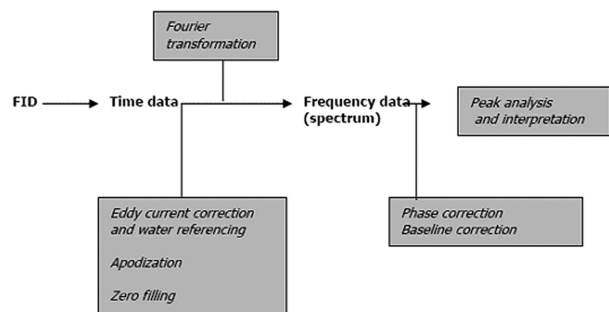 Fourier
transformation
FID
Time data
Frequency data
(spectrum)
Peak analysis
and interpretation
Eddy current correction
and water referencing
Apodization
Zero filling
Phase correction
Baseline correction